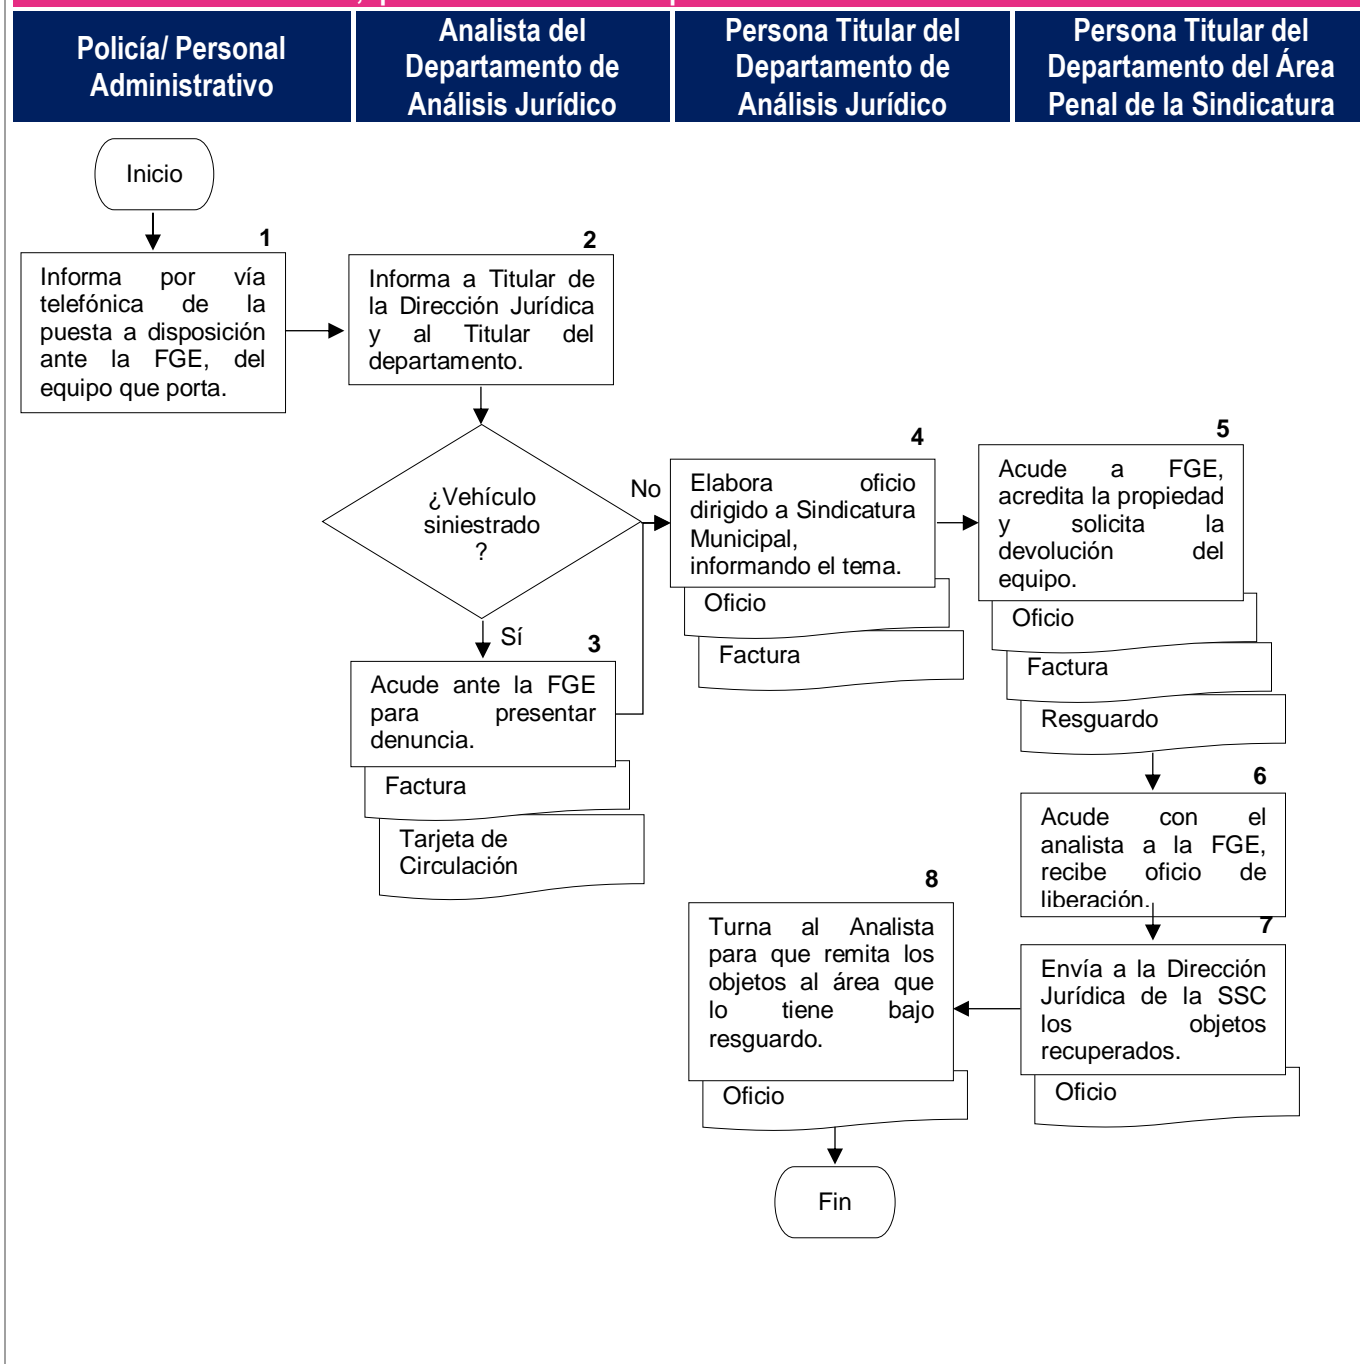 Policía/ Personal
Administrativo
Analista del
Departamento de
Análisis Jurídico
Persona Titular del
Departamento de
Análisis Jurídico
Persona Titular del
Departamento del Área
Penal de la Sindicatura
Inicio
1
Informa por vía
telefónica de la
puesta a disposición
ante la FGE, del
equipo que porta.
2
Informa a Titular de
la Dirección Jurídica
y al Titular del
departamento.
¿Vehículo
siniestrado
?
No
Sí
3
Acude ante la FGE
para presentar
denuncia.
Factura
Tarjeta de
Circulación
4
Elabora oficio
dirigido a Sindicatura
Municipal,
informando el tema.
Oficio
Factura
5
Acude a FGE,
acredita la propiedad
y solicita la
devolución del
equipo.
Oficio
Factura
Resguardo
6
Acude con el
analista a la FGE,
recibe oficio de
liberación.
7
Envía a la Dirección
Jurídica de la SSC
los objetos
recuperados.
Oficio
8
Turna al Analista
para que remita los
objetos al área que
lo tiene bajo
resguardo.
Oficio
Fin